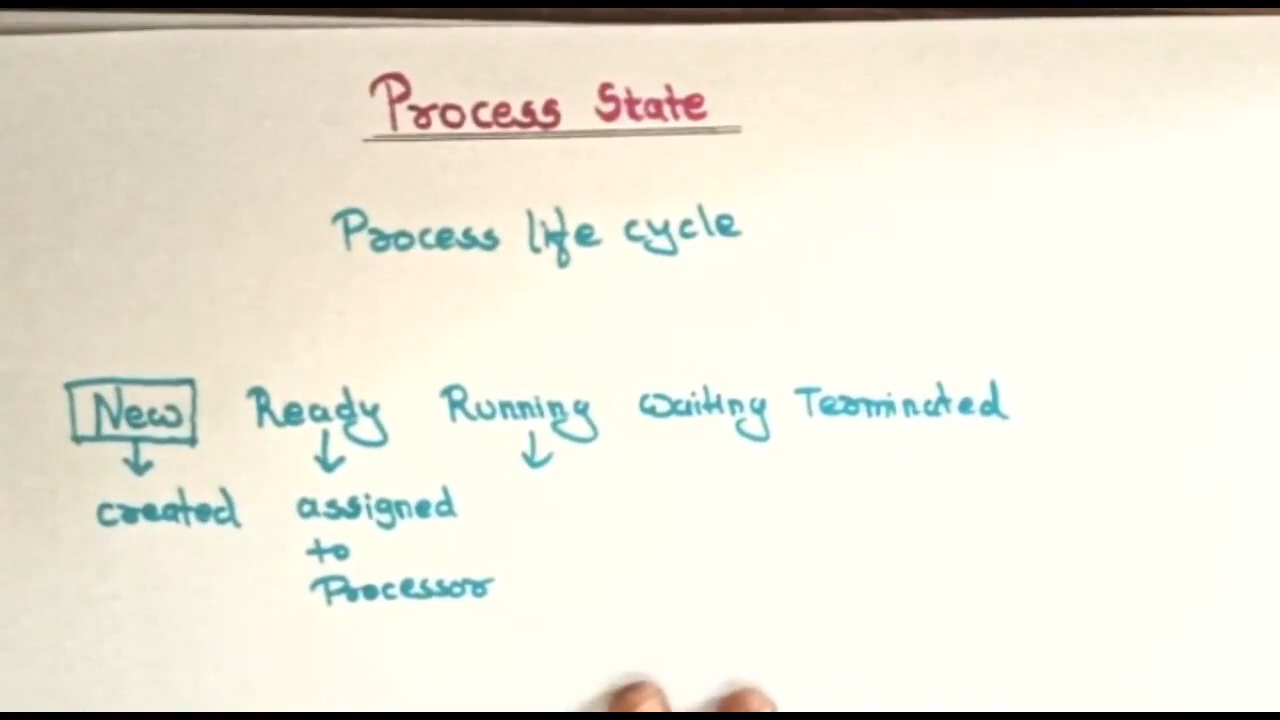 Process State
Process life cycle
New Ready Running waiting Terminated
created assigned
to
Processor